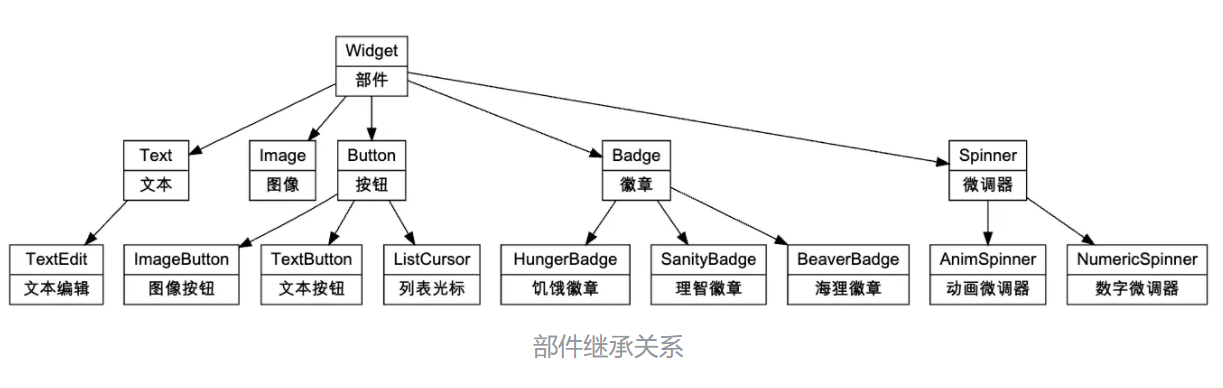 Widget
部件
Text
文本
Image
图像
Button
按钮
Badge
徽章
Spinner
微调器
TextEdit
文本编辑
ImageButton
图像按钮
TextButton
文本按钮
ListCursor
列表光标
HungerBadge
饥饿徽章
SanityBadge
理智徽章
BeaverBadge
海狸徽章
AnimSpinner
动画微调器
NumericSpinner
数字微调器
部件继承关系